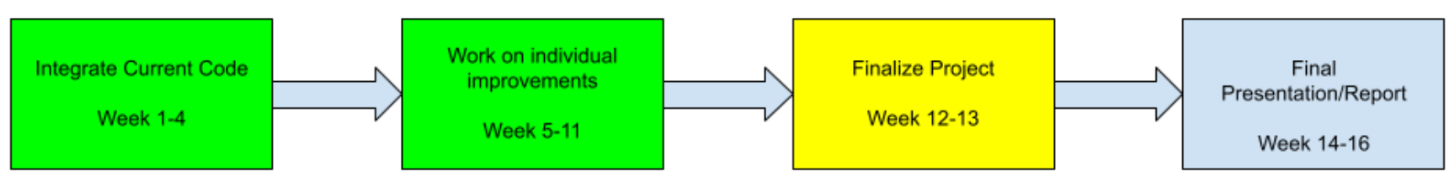 Integrate Current Code
Week 1-4
Work on individual
improvements
Week 5-11
Finalize Project
Week 12-13
Final
Presentation/Report
Week 14-16